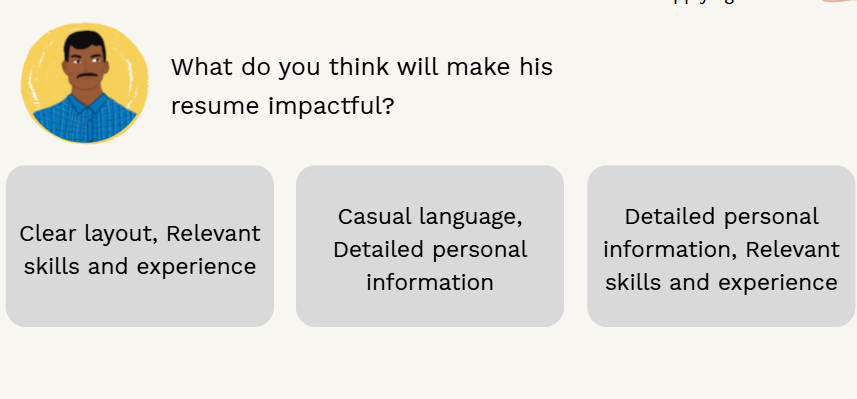 What do you think will make his
resume impactful?
Clear layout, Relevant
skills and experience
Casual language,
Detailed personal
information
Detailed personal
information, Relevant
skills and experience